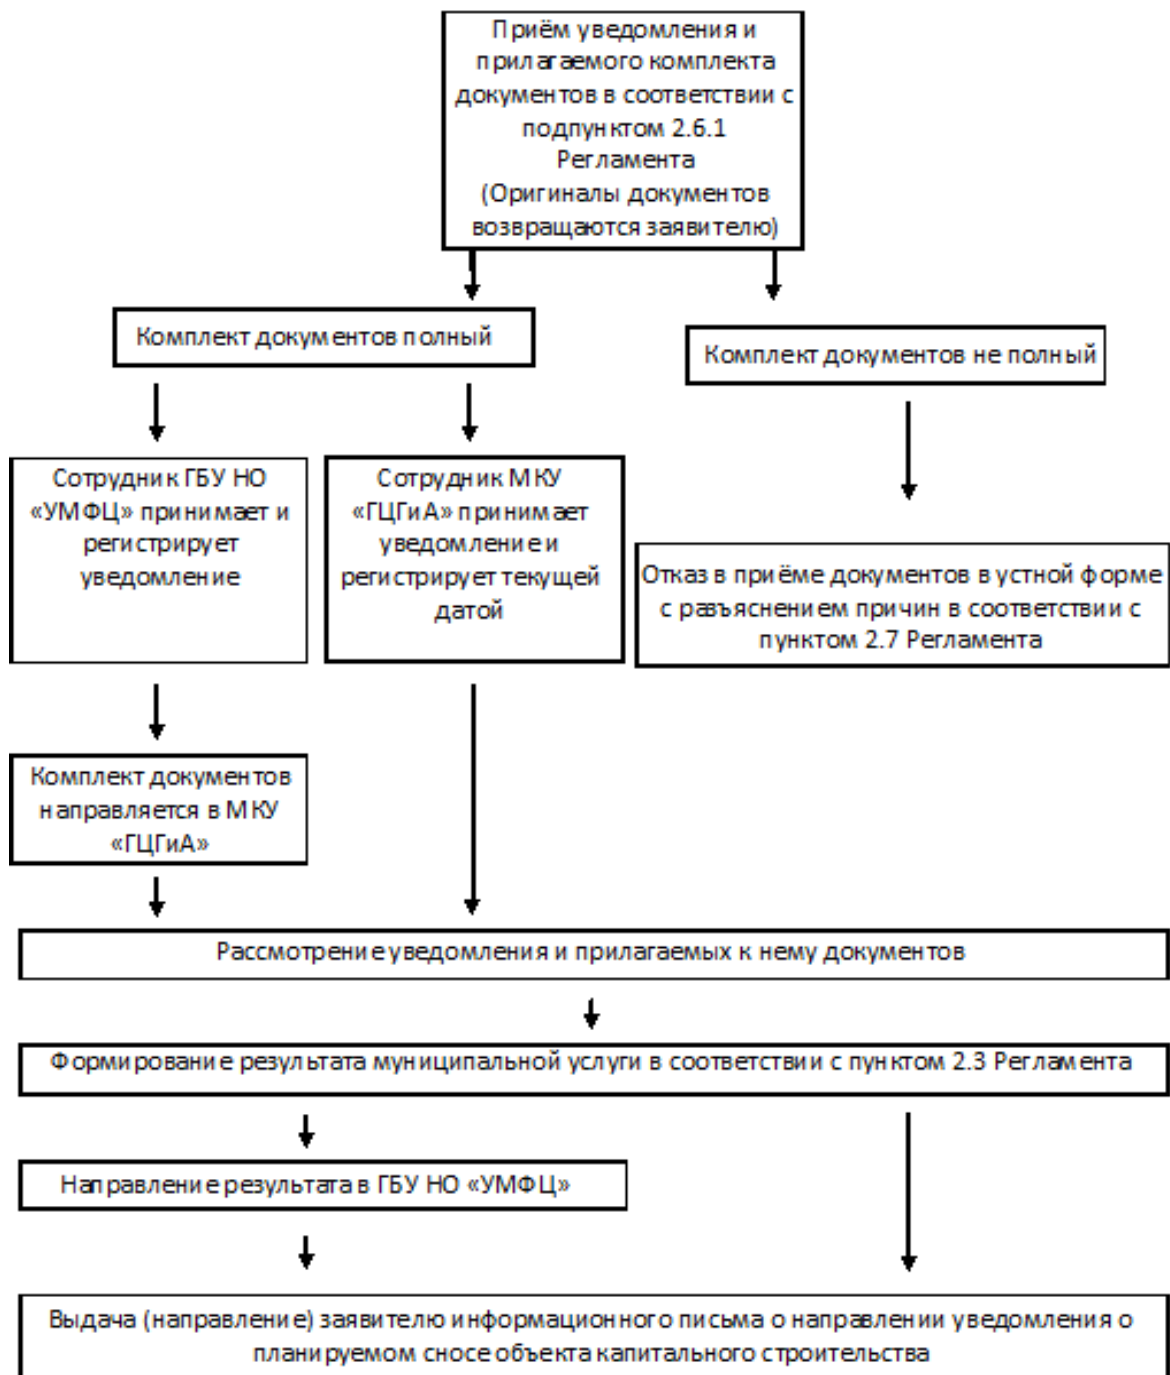 Приём уведомления и
прилагаемого комплекта
документов в соответствии с
подпунктом 2.6.1
Регламента
(Оригиналы документов
возвращаются заявителю)
Комплект документов полный
Комплект документов не полный
Сотрудник ГБУ НО
«УМФЦ» принимает и
регистрирует
уведомление
Сотрудник МКУ
«ГЦГиА» принимает
уведомление и
регистрирует текущей
датой
Отказ в приёме документов в устной форме
с разъяснением причин в соответствии с
пунктом 2.7 Регламента
Комплект документов
направляется в МКУ
«ГЦГиА»
Рассмотрение уведомления и прилагаемых к нему документов
Формирование результата муниципальной услуги в соответствии с пунктом 2.3 Регламента
Направление результата в ГБУ НО «УМФЦ»
Выдача (направление) заявителю информационного письма о направлении уведомления о
планируемом сносе объекта капитального строительства